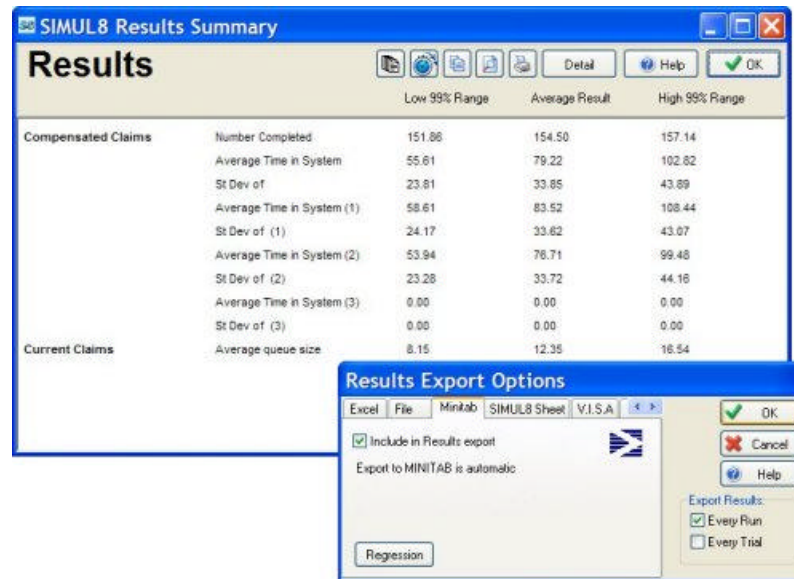 SIMUL8 Results Summary
Results
Detail
Help
OK
Low 99% Range Average Result High 99% Range
Compensated Claims Number Completed 151.86 154.50 157.14
Average Time in System 55.61 79.22 102.82
St Dev of 23.81 33.85 43.89
Average Time in System (1) 58.61 83.52 108.44
St Dev of (1) 24.17 33.62 43.07
Average Time in System (2) 53.94 76.71 99.48
St Dev of (2) 23.28 33.72 44.16
Average Time in System (3) 0.00 0.00 0.00
St Dev of (3) 0.00 0.00 0.00
Current Claims Average queue size 8.15 12.35 16.54
Results Export Options
Excel File Minitab SIMUL8 Sheet V.I.S.A
OK
Include in Results export
Cancel
Export to MINITAB is automatic
Help
Export Results:
Every Run
Every Trial
Regression